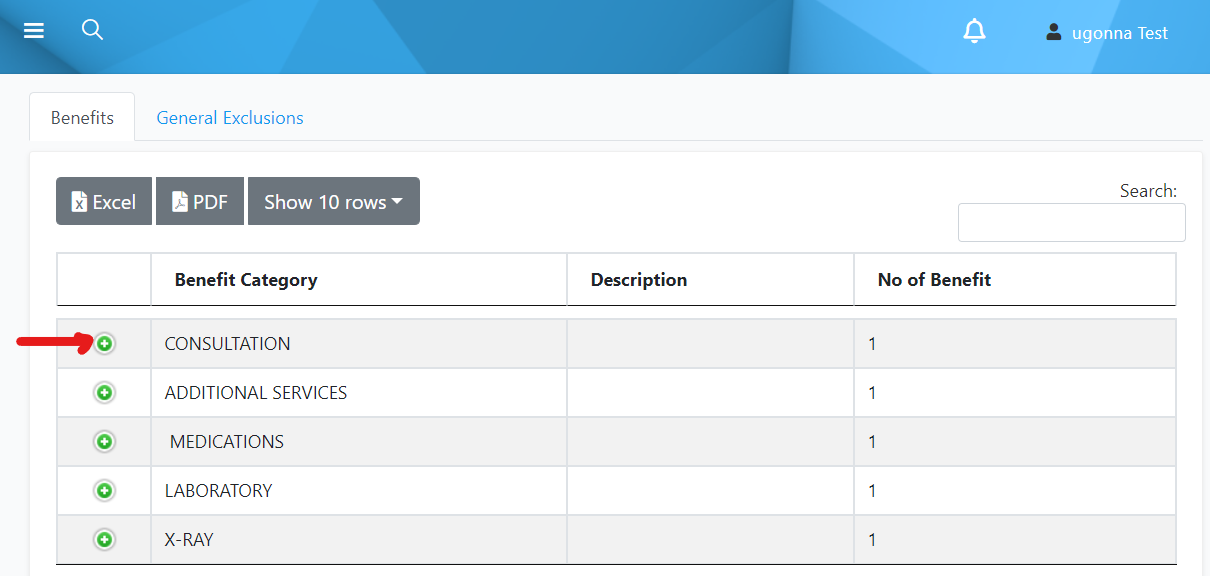 ugonna Test
Benefits General Exclusions
Excel PDF Show 10 rows
Search:
Benefit Category Description No of Benefit
CONSULTATION 1
ADDITIONAL SERVICES 1
MEDICATIONS 1
LABORATORY 1
X-RAY 1